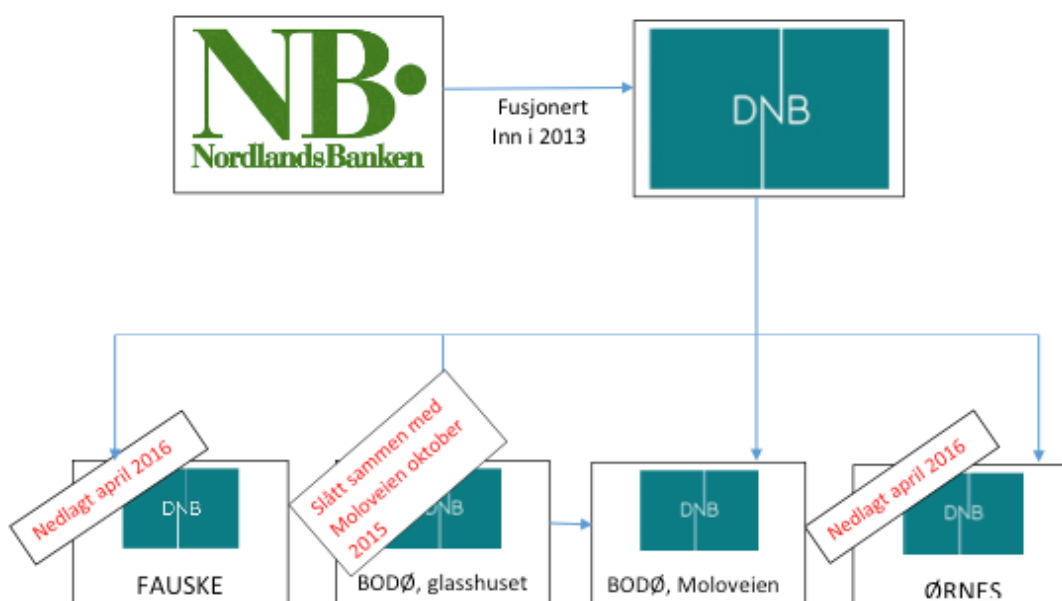 NB
NordlandsBanken
Fusjonert
Inn i 2013
DNB
Nedlagt april 2016
DNB
FAUSKE
Slått sammen med
Moloveien oktober
2015
DNB
BODØ, glasshuset
DNB
BODØ, Moloveien
Nedlagt april 2016
DNB
ØRNES